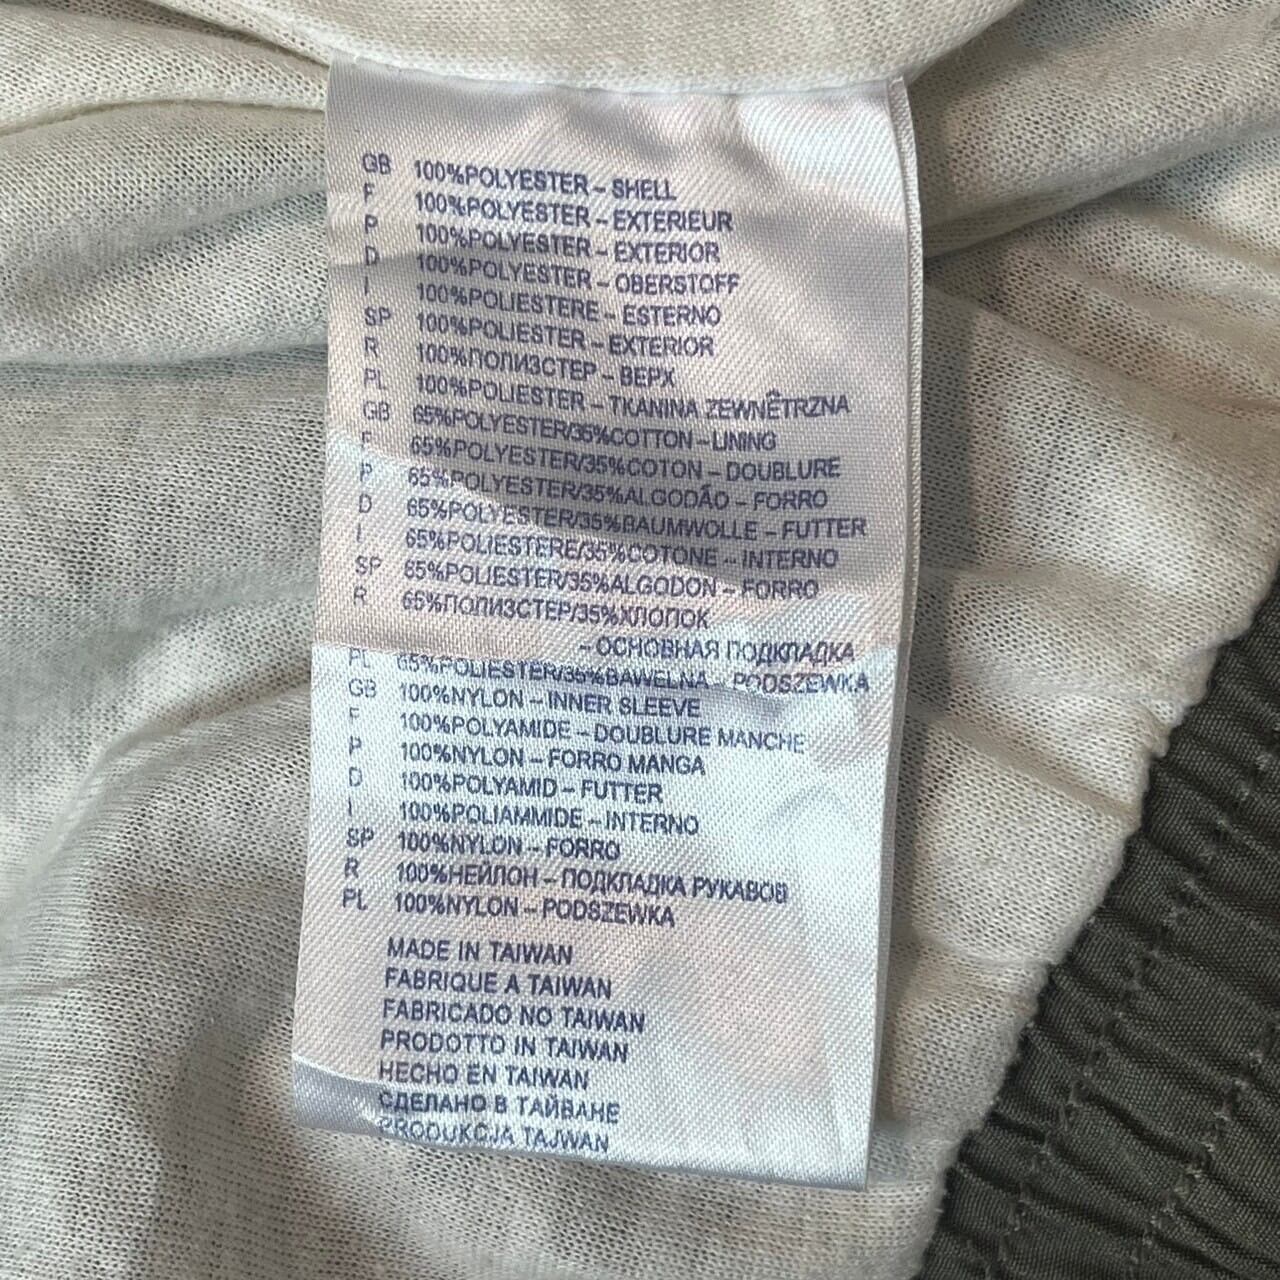 GB 100%POLYESTER – SHELL
F 100%POLYESTER – EXTERIEUR
P 100%POLYESTER – EXTERIOR
D 100%POLYESTER – OBERSTOFF
I 100%POLIESTERE – ESTERNO
SP 100%POLIESTER – EXTERIOR
R 100%ПОЛИЗСТЕР – ВЕРХ
PL 100%POLIESTER – TKANINA ZEWNÊTRZNA
GB 65%POLYESTER/35%COTTON – LINING
F 65%POLYESTER/35%COTON – DOUBLURE
P 65%POLYESTER/35%ALGODÃO – FORRO
D 65%POLYESTER/35%BAUMWOLLE – FUTTER
I 65%POLIESTERE/35%COTONE – INTERNO
SP 65%POLIESTER/35%ALGODON – FORRO
R 65%ПОЛИЗСТЕР/35%ХЛОПОК
– ОСНОВНАЯ ПОДКЛАДКА
PL 65%POLIESTER/35%BAWELNA – PODSZEWKA
GB 100%NYLON – INNER SLEEVE
F 100%POLYAMIDE – DOUBLURE MANCHE
P 100%NYLON – FORRO MANGA
D 100%POLYAMID – FUTTER
I 100%POLIAMMIDE – INTERNO
SP 100%NYLON – FORRO
R 100%НЕЙЛОН – ПОДКЛАДКА РУКАВОВ
PL 100%NYLON – PODSZEWKA
MADE IN TAIWAN
FABRIQUE A TAIWAN
FABRICADO NO TAIWAN
PRODOTTO IN TAIWAN
HECHO EN TAIWAN
СДЕЛАНО В ТАЙВАНЕ
PRODUKCJA TAJWAN